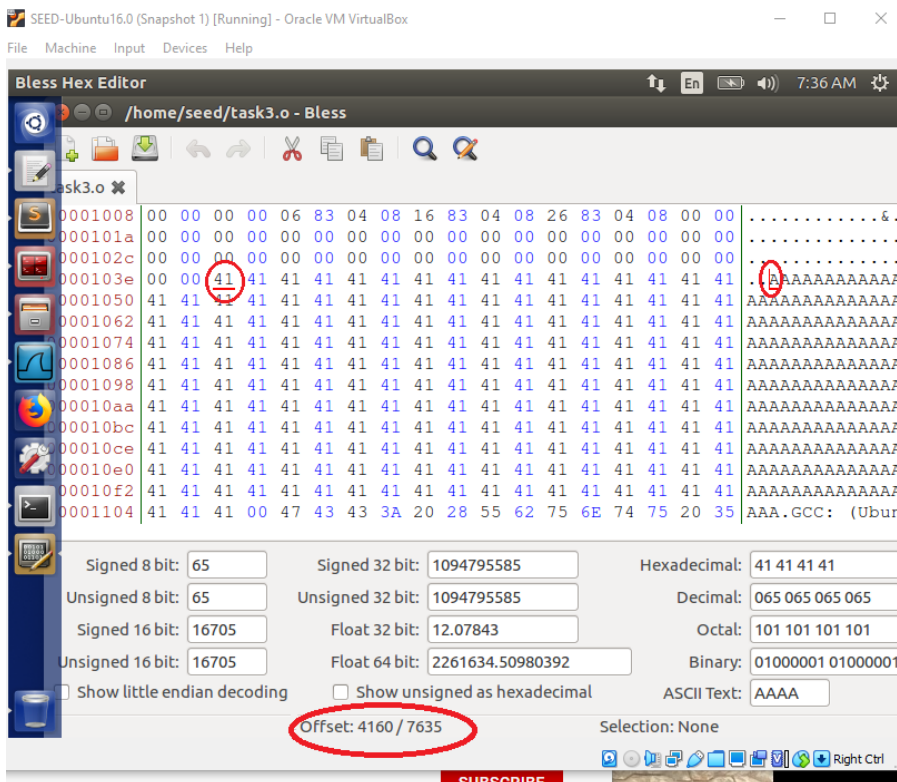 SEED-Ubuntu16.0 (Snapshot 1) [Running] - Oracle VM VirtualBox
File Machine Input Devices Help
Bless Hex Editor En 7:36 AM
/home/seed/task3.o - Bless
ask3.o
0001008 00 00 00 00 06 83 04 08 16 83 04 08 26 83 04 08 00 00 ............&.
000101a 00 00 00 00 00 00 00 00 00 00 00 00 00 00 00 00 00 00 ..............
000102c 00 00 00 00 00 00 00 00 00 00 00 00 00 00 00 00 00 00 ..............
000103e 00 00 41 41 41 41 41 41 41 41 41 41 41 41 41 41 41 41 ..AAAAAAAAAAAA
0001050 41 41 41 41 41 41 41 41 41 41 41 41 41 41 41 41 41 41 AAAAAAAAAAAAAA
0001062 41 41 41 41 41 41 41 41 41 41 41 41 41 41 41 41 41 41 AAAAAAAAAAAAAA
0001074 41 41 41 41 41 41 41 41 41 41 41 41 41 41 41 41 41 41 AAAAAAAAAAAAAA
0001086 41 41 41 41 41 41 41 41 41 41 41 41 41 41 41 41 41 41 AAAAAAAAAAAAAA
0001098 41 41 41 41 41 41 41 41 41 41 41 41 41 41 41 41 41 41 AAAAAAAAAAAAAA
00010aa 41 41 41 41 41 41 41 41 41 41 41 41 41 41 41 41 41 41 AAAAAAAAAAAAAA
00010bc 41 41 41 41 41 41 41 41 41 41 41 41 41 41 41 41 41 41 AAAAAAAAAAAAAA
00010ce 41 41 41 41 41 41 41 41 41 41 41 41 41 41 41 41 41 41 AAAAAAAAAAAAAA
00010e0 41 41 41 41 41 41 41 41 41 41 41 41 41 41 41 41 41 41 AAAAAAAAAAAAAA
00010f2 41 41 41 41 41 41 41 41 41 41 41 41 41 41 41 41 41 41 AAAAAAAAAAAAAA
0001104 41 41 41 00 47 43 43 3A 20 28 55 62 75 6E 74 75 20 35 AAA.GCC: (Ubun
Signed 8 bit: 65 Signed 32 bit: 1094795585 Hexadecimal: 41 41 41 41
Unsigned 8 bit: 65 Unsigned 32 bit: 1094795585 Decimal: 065 065 065 065
Signed 16 bit: 16705 Float 32 bit: 12.07843 Octal: 101 101 101 101
Unsigned 16 bit: 16705 Float 64 bit: 2261634.50980392 Binary: 01000001 01000001
Show little endian decoding Show unsigned as hexadecimal ASCII Text: AAAA
Offset: 4160 / 7635 Selection: None
Right Ctrl
SUBSCRIBE